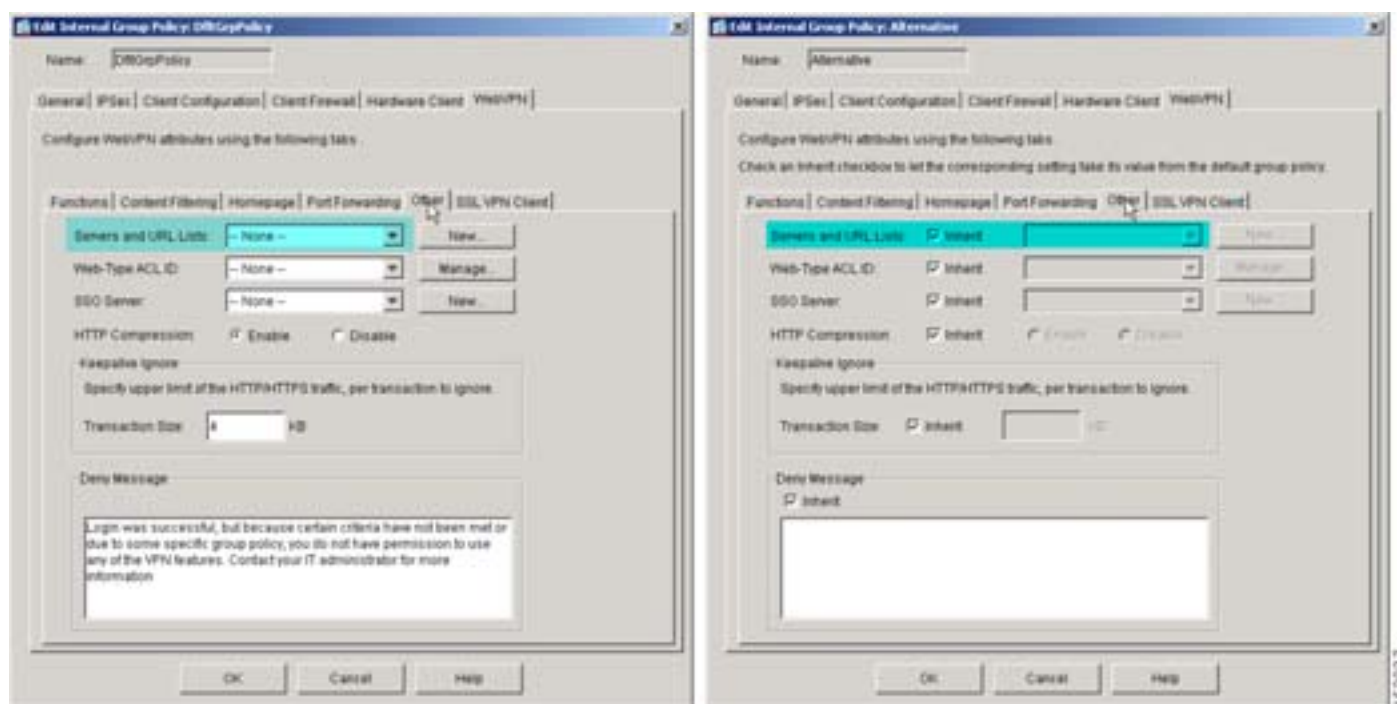 Edit Internal Group Policy: DfltGrpPolicy
Name: DfltGrpPolicy
General IPSec Client Configuration Client Firewall Hardware Client WebVPN
Configure WebVPN attributes using the following tabs.
Functions Content Filtering Homepage Port Forwarding Other SSL VPN Client
Servers and URL Lists: -- None -- New...
Web-Type ACL ID: -- None -- Manage...
SSO Server: -- None -- New...
HTTP Compression: Enable Disable
Keepalive Ignore
Specify upper limit of the HTTP/HTTPS traffic, per transaction to ignore.
Transaction Size: 4 kB
Deny Message
Login was successful, but because certain criteria have not been met or
due to some specific group policy, you do not have permission to use
any of the VPN features. Contact your IT administrator for more
information
OK Cancel Help
Edit Internal Group Policy: Alternative
Name: Alternative
General IPSec Client Configuration Client Firewall Hardware Client WebVPN
Configure WebVPN attributes using the following tabs.
Check an Inherit checkbox to let the corresponding setting take its value from the default group policy.
Functions Content Filtering Homepage Port Forwarding Other SSL VPN Client
Servers and URL Lists: Inherit New...
Web-Type ACL ID: Inherit Manage...
SSO Server: Inherit New...
HTTP Compression: Inherit Enable Disable
Keepalive Ignore
Specify upper limit of the HTTP/HTTPS traffic, per transaction to ignore.
Transaction Size: Inherit kB
Deny Message
Inherit
OK Cancel Help